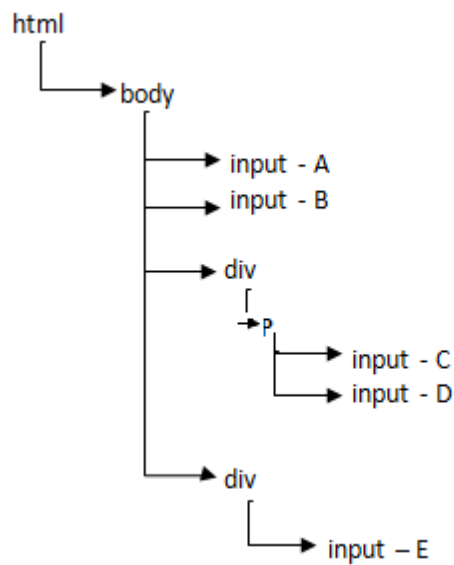 html
body
input - A
input - B
div
P
input - C
input - D
div
input – E